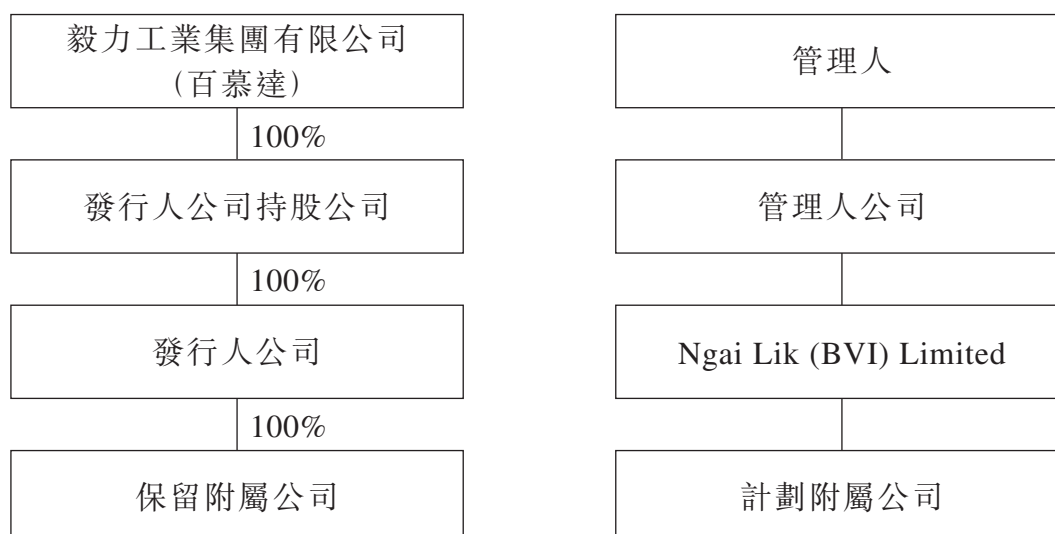 毅力工業集團有限公司
(百慕達)
100%
發行人公司持股公司
100%
發行人公司
100%
保留附屬公司
管理人
管理人公司
Ngai Lik (BVI) Limited
計劃附屬公司